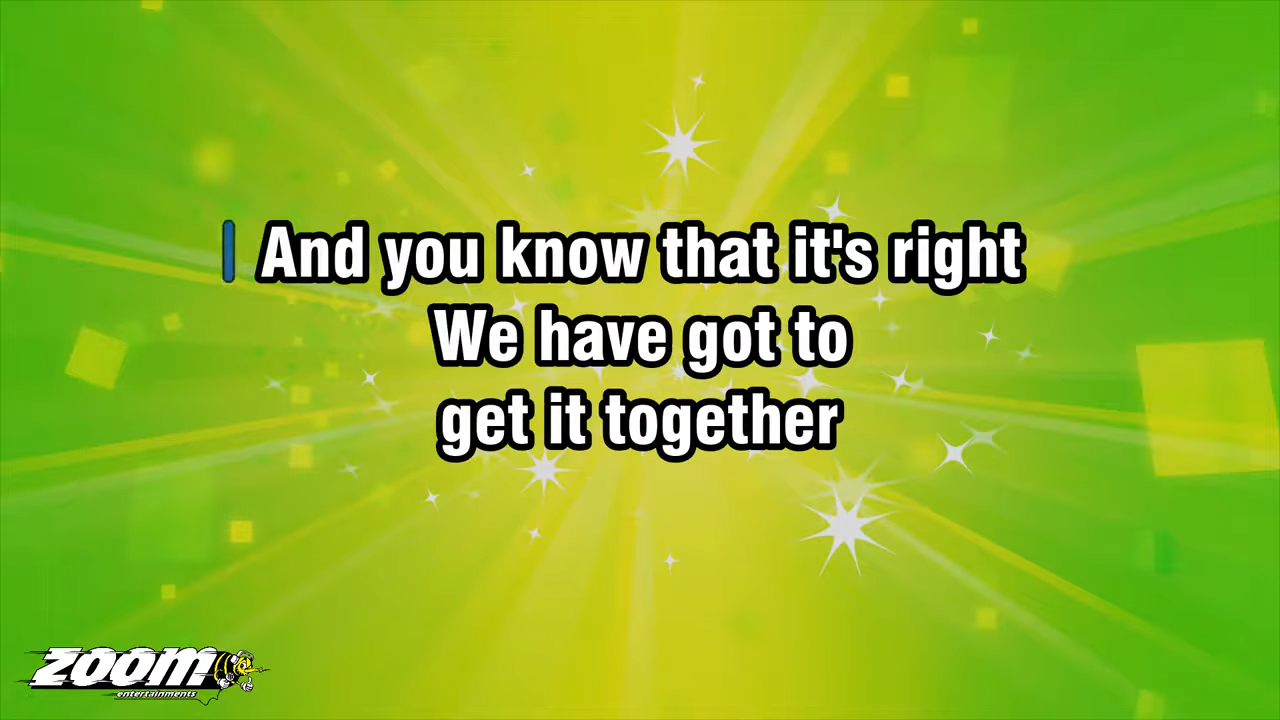 And you know that it's right
We have got to
get it together
ZOOM
entertainments